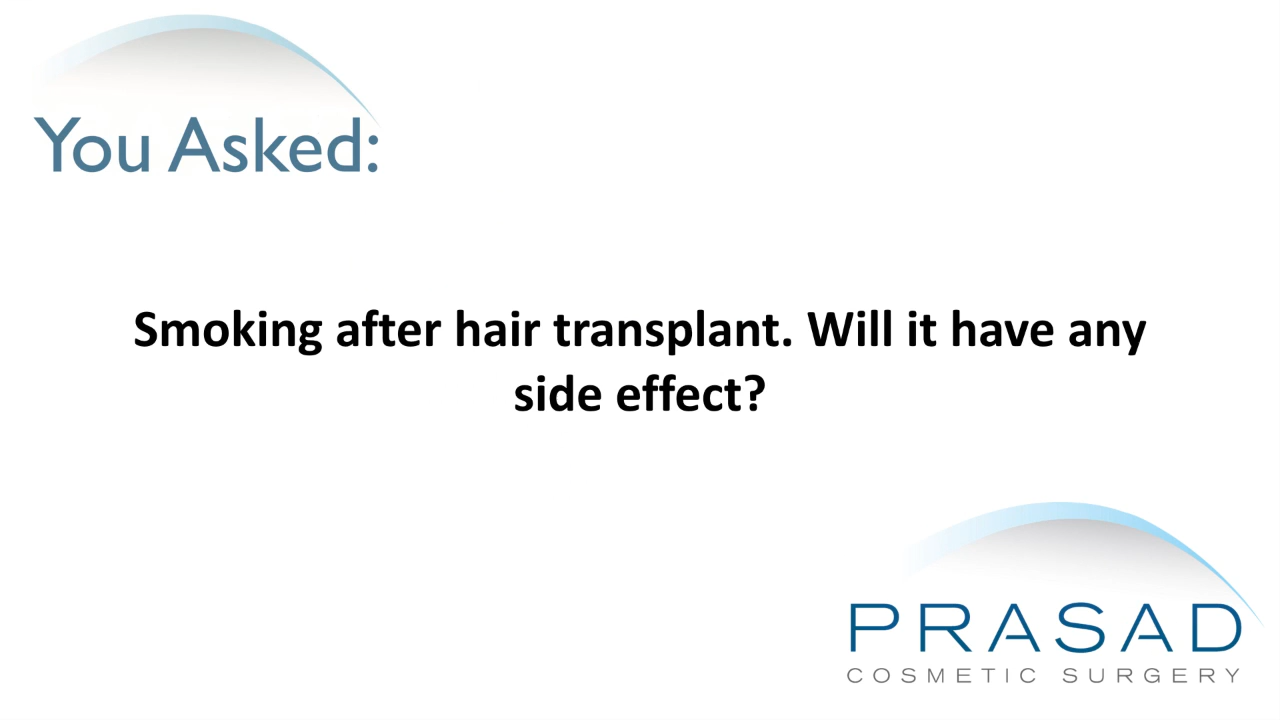 You Asked:
Smoking after hair transplant. Will it have any
side effect?
PRASAD
COSMETIC SURGERY